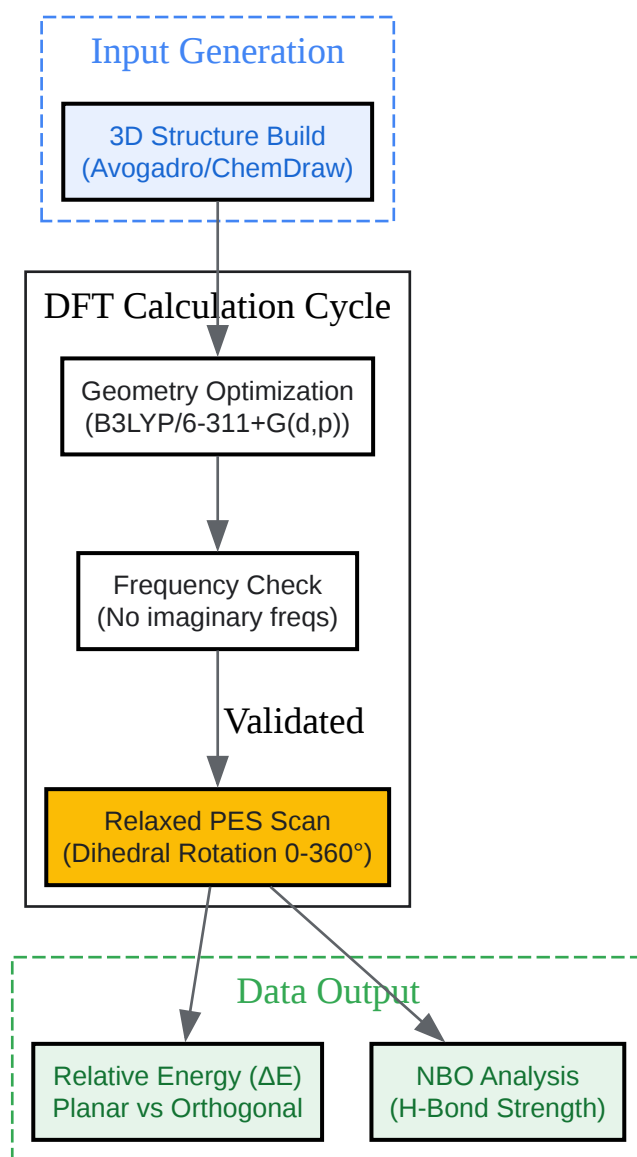 Input Generation
3D Structure Build
(Avogadro/ChemDraw)
DFT Calculation Cycle
Geometry Optimization
(B3LYP/6-311+G(d,p))
Frequency Check
(No imaginary freqs)
Validated
Relaxed PES Scan
(Dihedral Rotation 0-360°)
Data Output
Relative Energy (ΔE)
Planar vs Orthogonal
NBO Analysis
(H-Bond Strength)